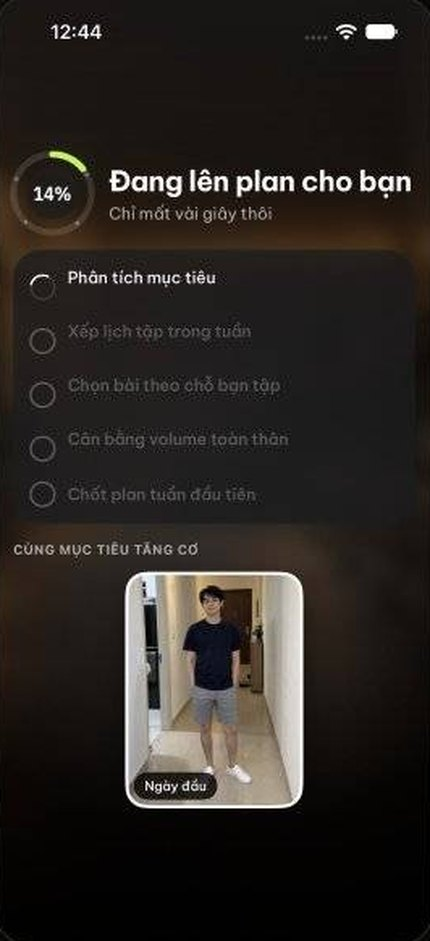 12:44
14%
Đang lên plan cho bạn
Chỉ mất vài giây thôi
Phân tích mục tiêu
Xếp lịch tập trong tuần
Chọn bài theo chỗ bạn tập
Cân bằng volume toàn thân
Chốt plan tuần đầu tiên
CÙNG MỤC TIÊU TĂNG CƠ
Ngày đầu